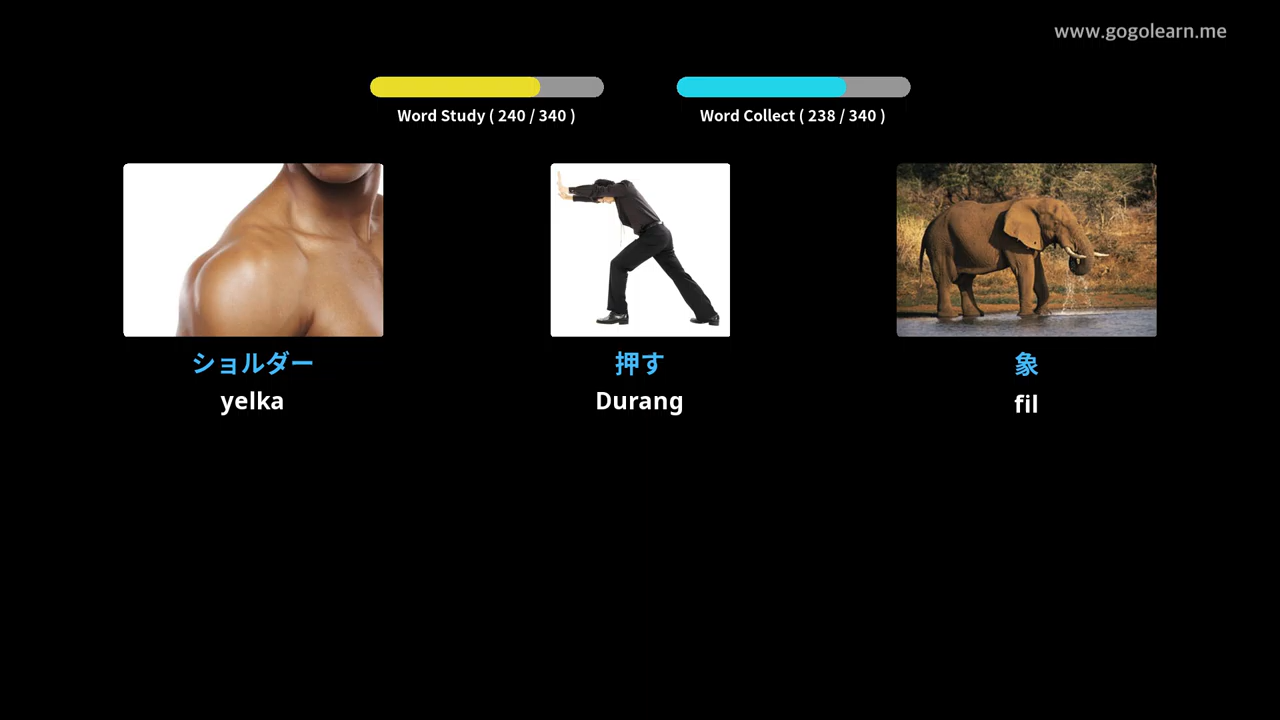 www.gogolearn.me
Word Study ( 240 / 340 )
Word Collect ( 238 / 340 )
ショルダー
yelka
押す
Durang
象
fil